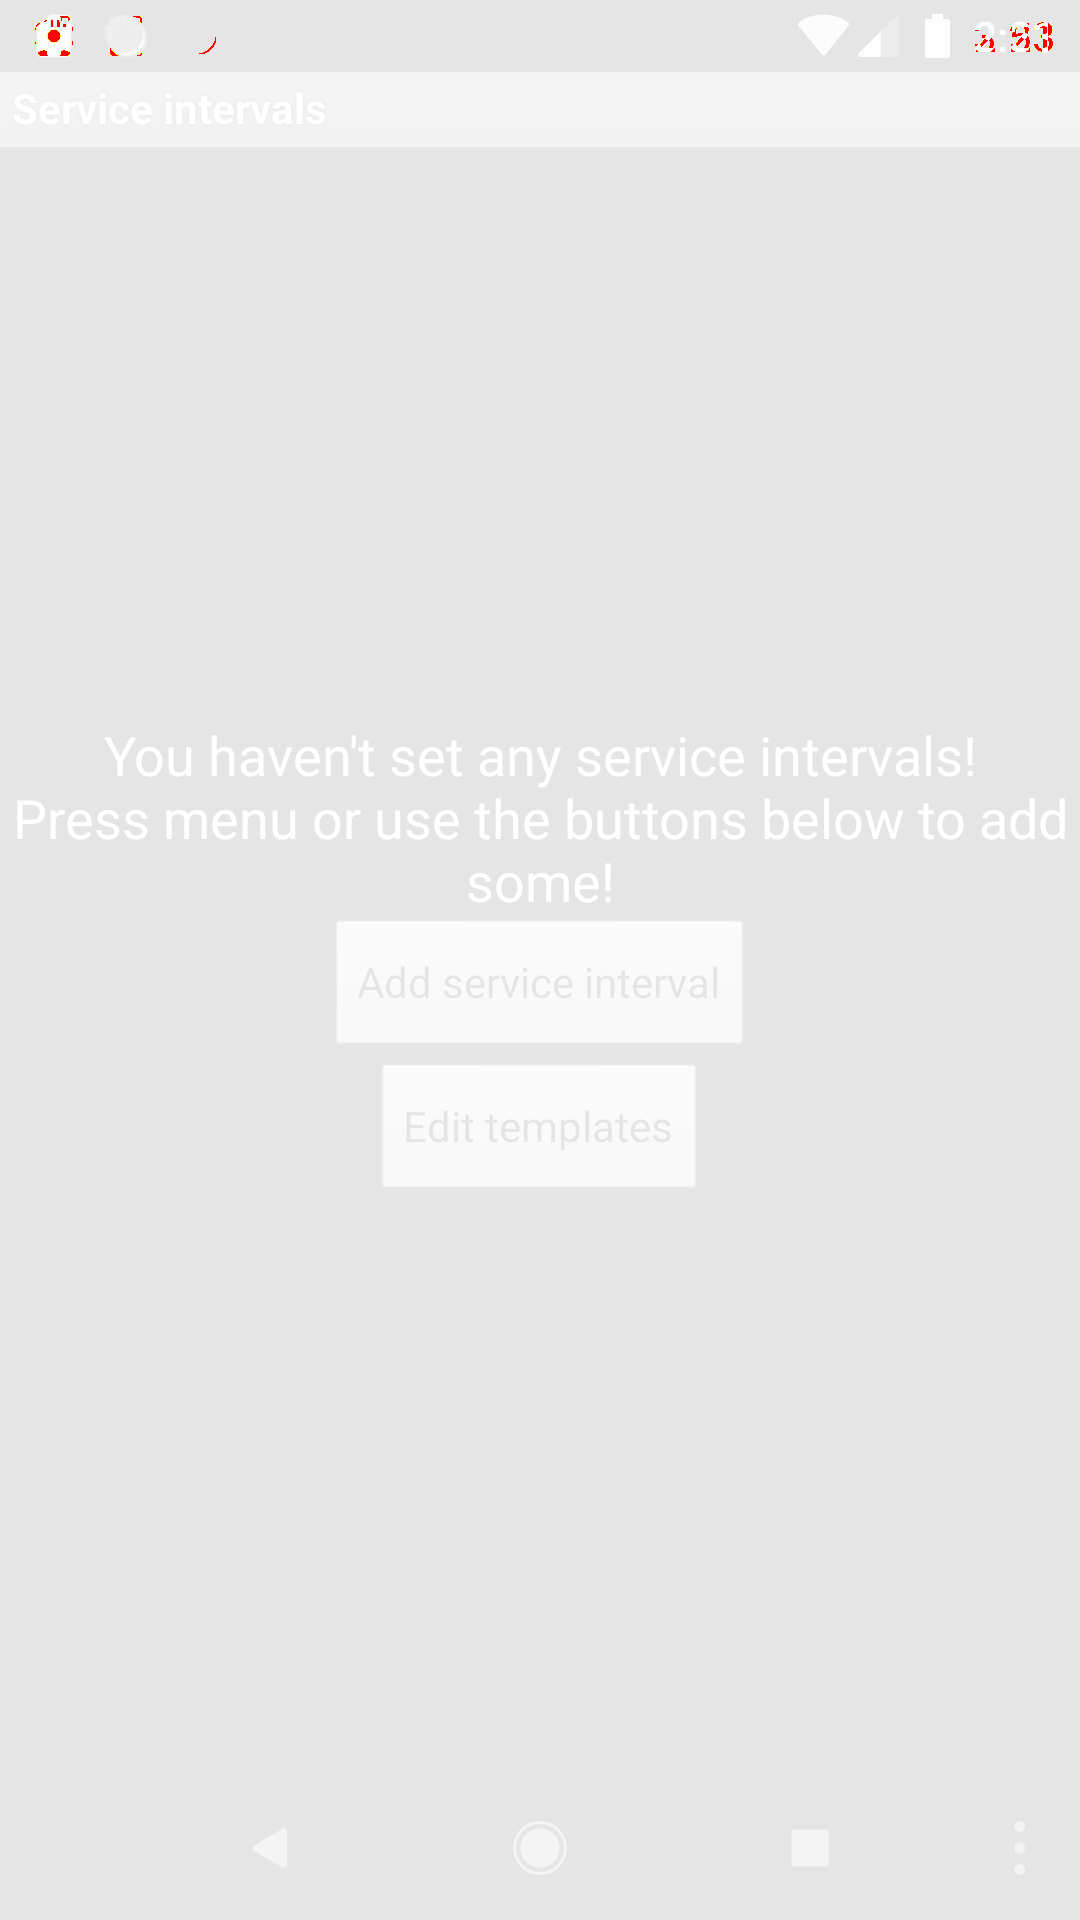 Service intervals
You haven't set any service intervals!
Press menu or use the buttons below to add
some!
Add service interval
Edit templates